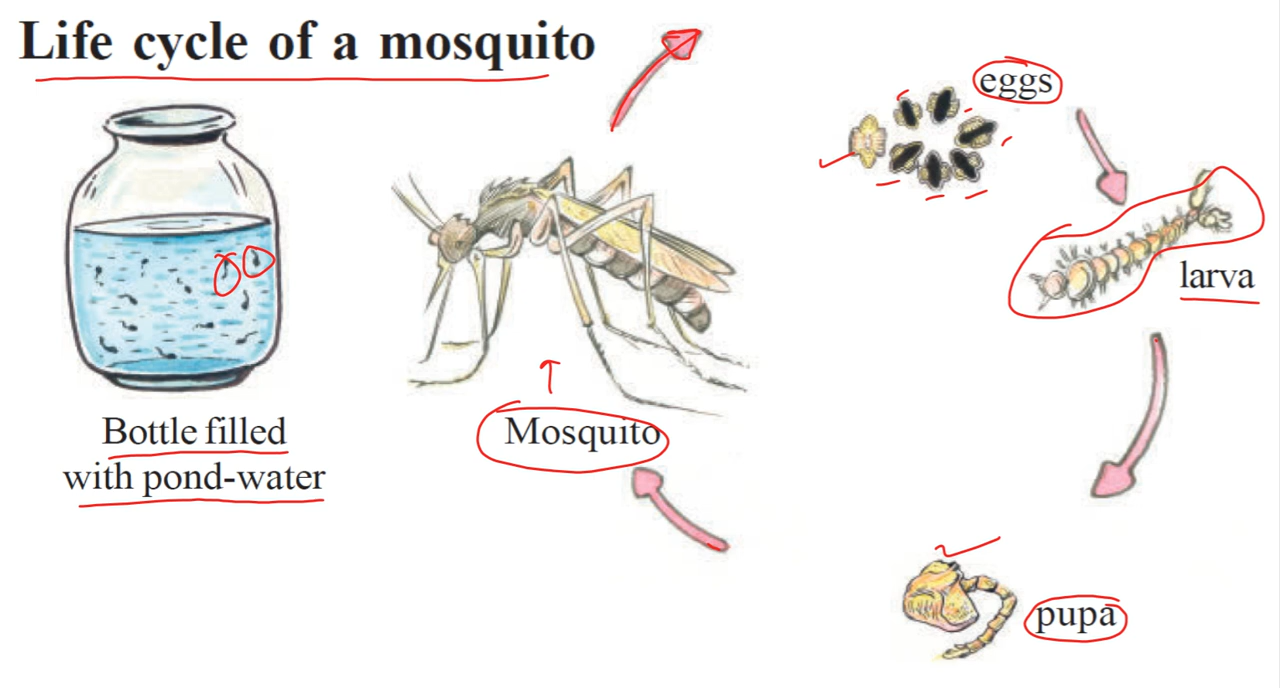 Life cycle of a mosquito
eggs
larva
Mosquito
Bottle filled
with pond-water
pupa